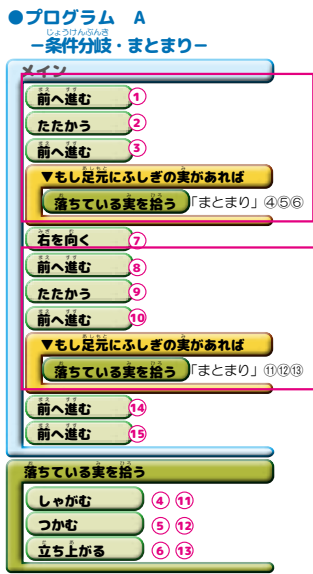 ●プログラム A
じょうけんぶんき
－条件分岐・まとまり－
メイン
前へ進む ①
たたかう ②
前へ進む ③
▼もし足元にふしぎの実があれば
落ちている実を拾う 「まとまり」④⑤⑥
右を向く ⑦
前へ進む ⑧
たたかう ⑨
前へ進む ⑩
▼もし足元にふしぎの実があれば
落ちている実を拾う 「まとまり」⑪⑫⑬
前へ進む ⑭
前へ進む ⑮
落ちている実を拾う
しゃがむ ④ ⑪
つかむ ⑤ ⑫
立ち上がる ⑥ ⑬